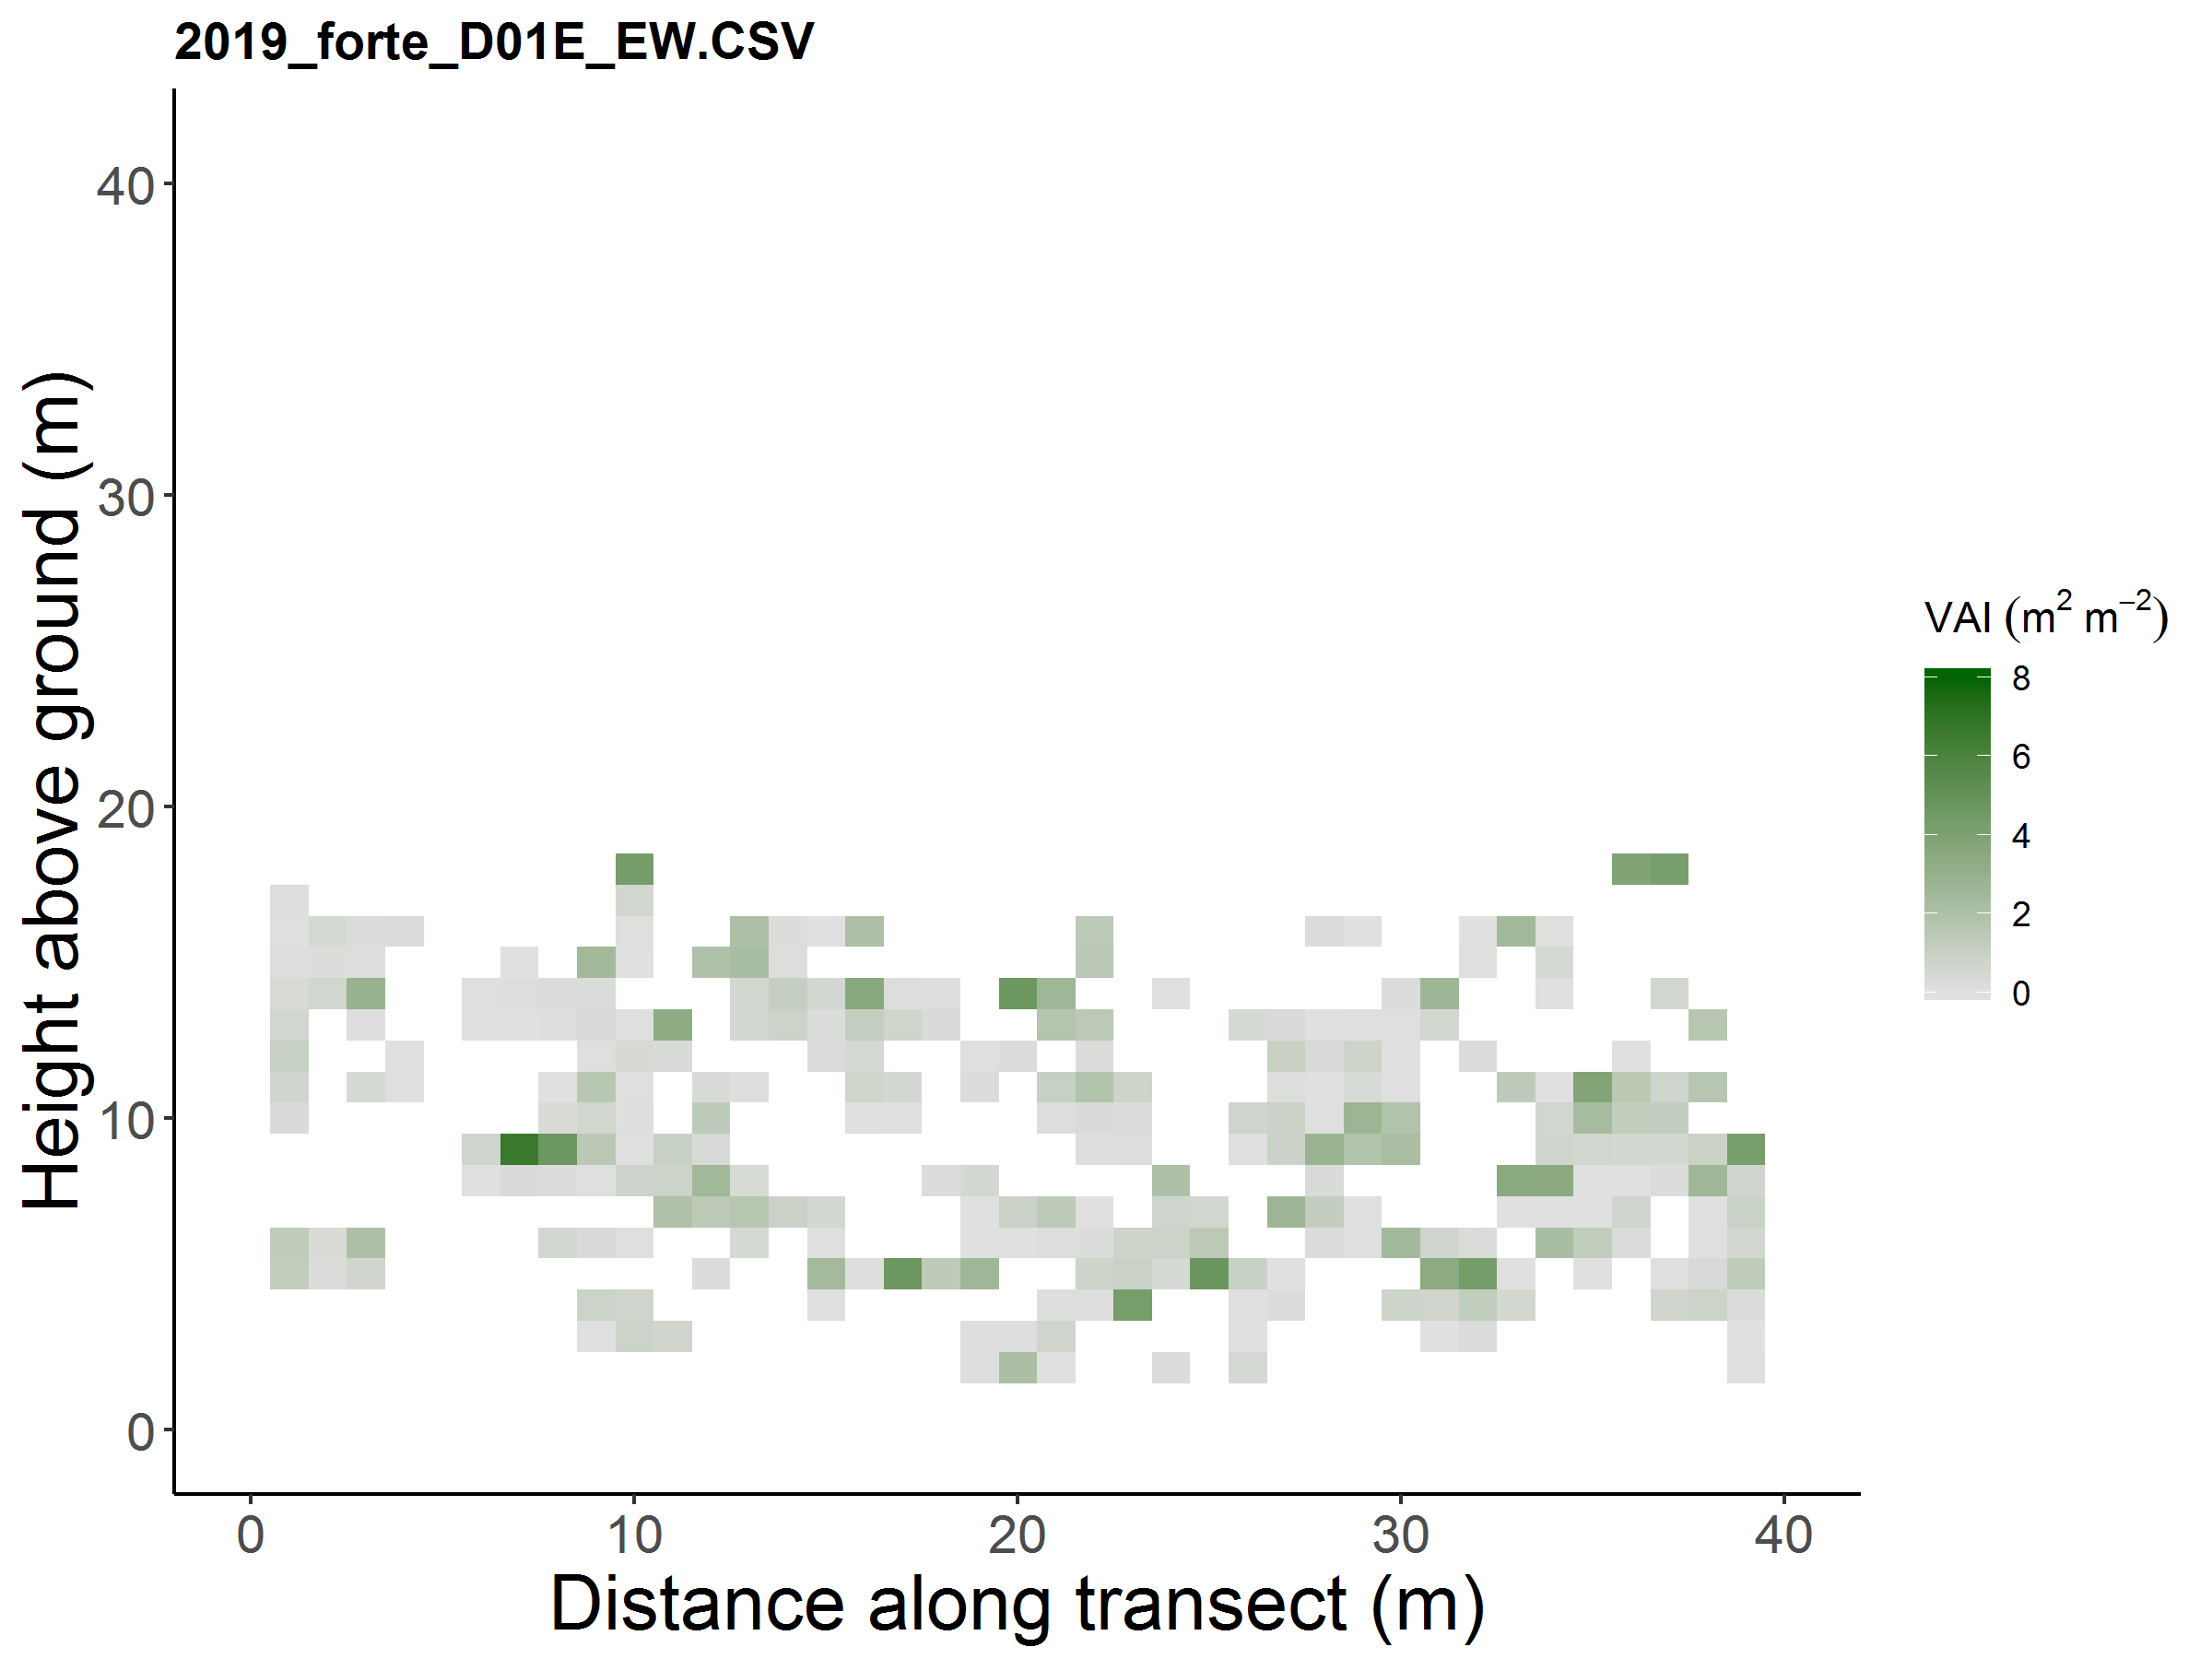 2019_forte_D01E_EW.CSV
Height above ground (m)
40
30
20
10
0
0 10 20 30 40
Distance along transect (m)
VAI (m² m⁻²)
8
6
4
2
0